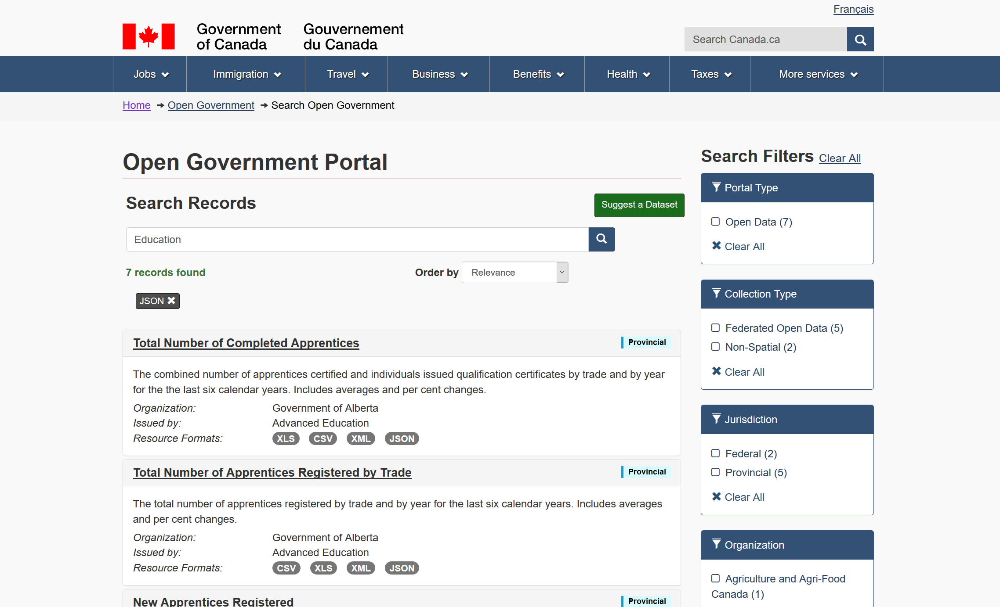 Français
Government of Canada
Gouvernement du Canada
Search Canada.ca
Jobs Immigration Travel Business Benefits Health Taxes More services
Home Open Government Search Open Government
Open Government Portal
Search Records
Suggest a Dataset
Education
7 records found
Order by Relevance
JSON
Total Number of Completed Apprentices
Provincial
The combined number of apprentices certified and individuals issued qualification certificates by trade and by year
for the the last six calendar years. Includes averages and per cent changes.
Organization: Government of Alberta
Issued by: Advanced Education
Resource Formats: XLS CSV XML JSON
Total Number of Apprentices Registered by Trade
Provincial
The total number of apprentices registered by trade and by year for the last six calendar years. Includes averages
and per cent changes.
Organization: Government of Alberta
Issued by: Advanced Education
Resource Formats: CSV XLS XML JSON
New Apprentices Registered
Provincial
Search Filters Clear All
Portal Type
Open Data (7)
Clear All
Collection Type
Federated Open Data (5)
Non-Spatial (2)
Clear All
Jurisdiction
Federal (2)
Provincial (5)
Clear All
Organization
Agriculture and Agri-Food
Canada (1)